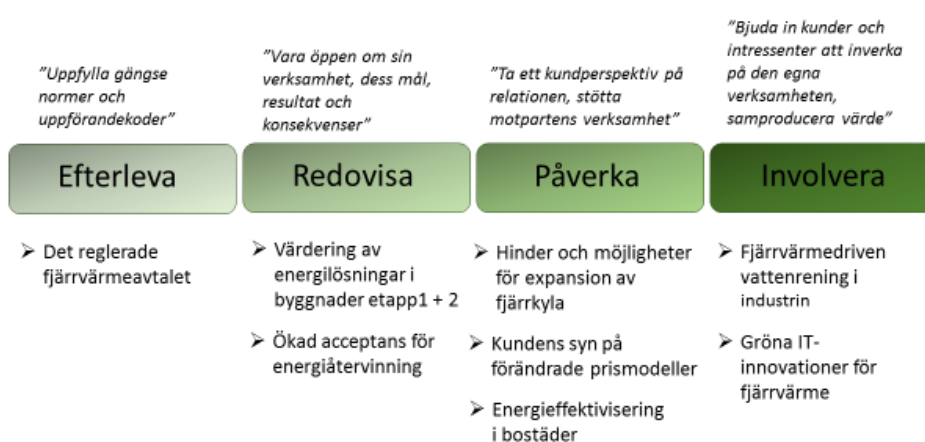 "Uppfylla gängse
normer och
uppförandekoder"
"Vara öppen om sin
verksamhet, dess mål,
resultat och
konsekvenser"
"Ta ett kundperspektiv på
relationen, stötta
motpartens verksamhet"
"Bjuda in kunder och
intressenter att inverka
på den egna
verksamheten,
samproducera värde"
Efterleva
Redovisa
Påverka
Involvera
➢ Det reglerade
fjärrvärmeavtalet
➢ Värdering av
energilösningar i
byggnader etapp1 + 2
➢ Ökad acceptans för
energiåtervinning
➢ Hinder och möjligheter
för expansion av
fjärrkyla
➢ Kundens syn på
förändrade prismodeller
➢ Energieffektivisering
i bostäder
➢ Fjärrvärmedriven
vattenrening i
industrin
➢ Gröna IT-
innovationer för
fjärrvärme